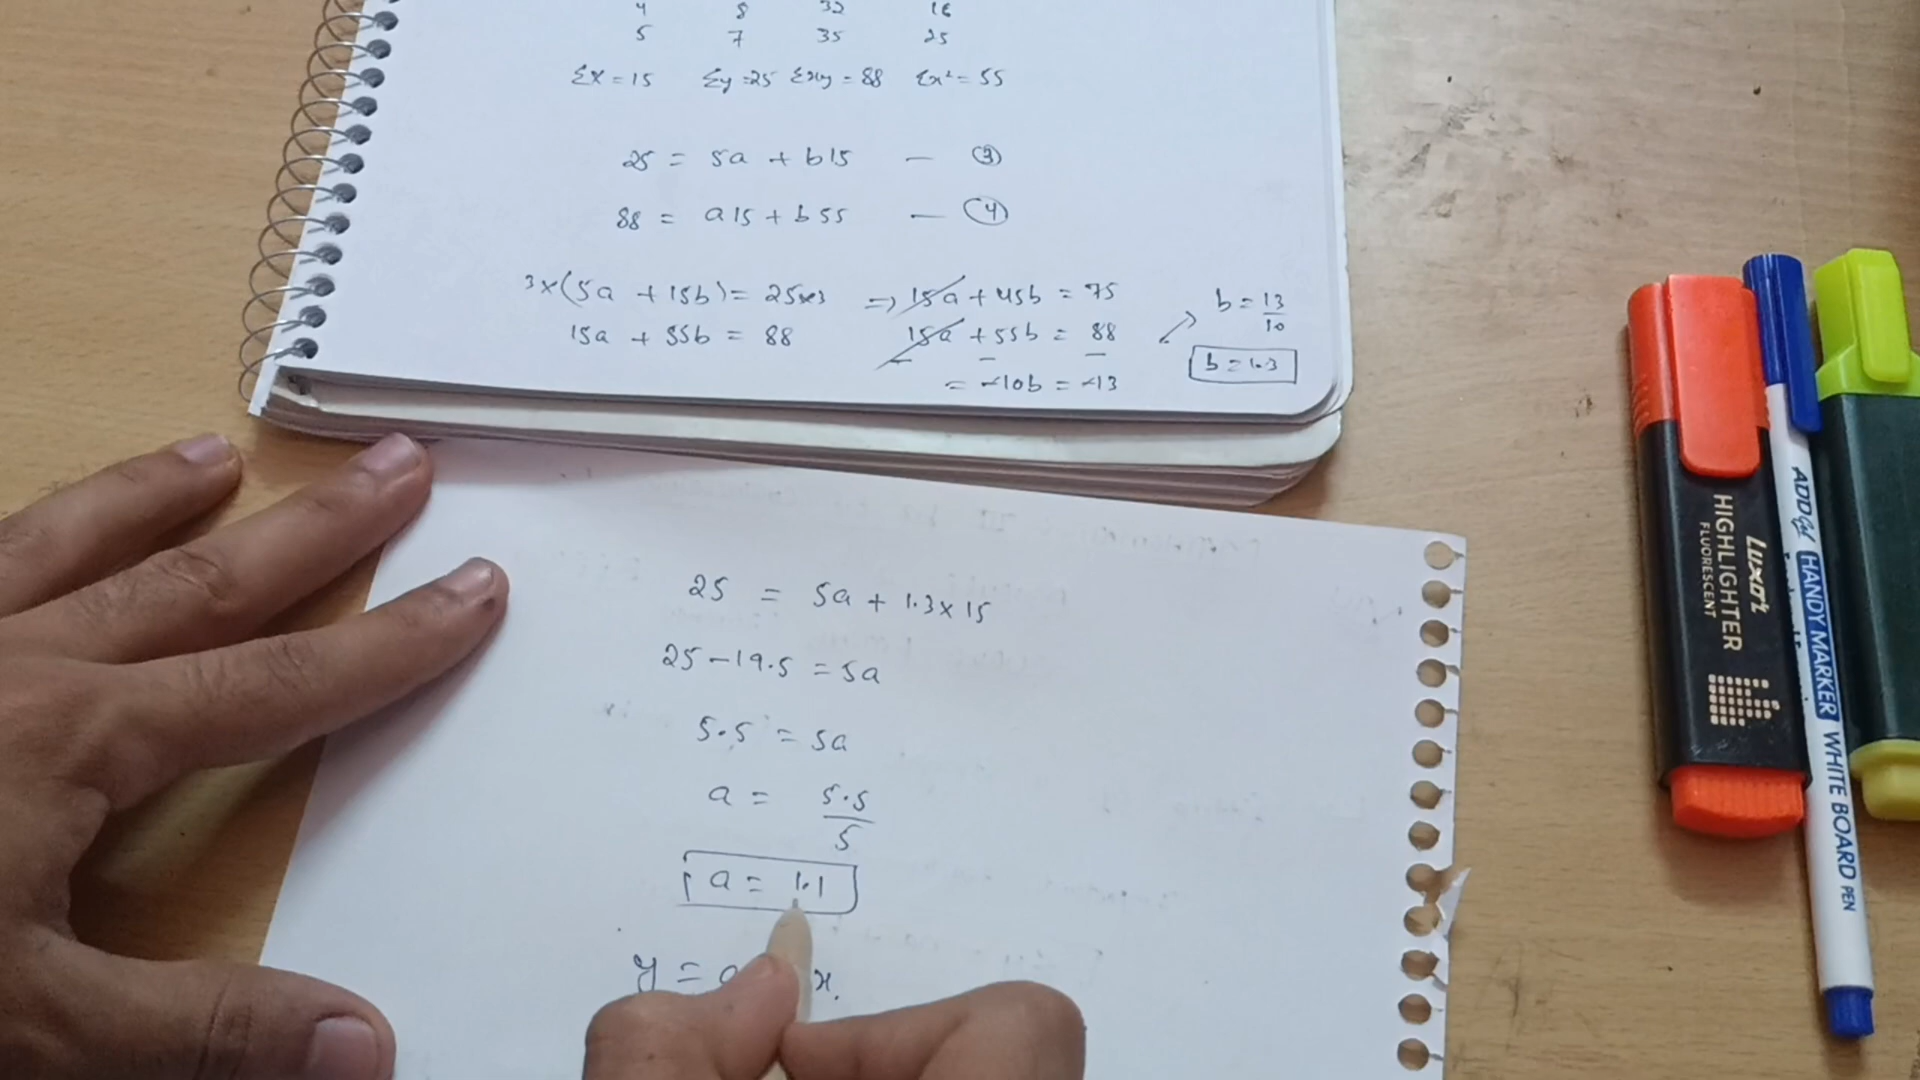 4 8 32 16
5 7 35 25
Σx = 15 Σy = 25 Σxy = 88 Σx² = 55
25 = 5a + b15 — ③
88 = a15 + b55 — ④
3×(5a + 15b) = 25×3 => 15a + 45b = 75
15a + 55b = 88 15a + 55b = 88
= -10b = -13
b = 13/10
b = 1.3
25 = 5a + 1.3 × 15
25 - 19.5 = 5a
5.5 = 5a
a = 5.5/5
a = 1.1
y = a x.
Luxor
HIGHLIGHTER
FLUORESCENT
ADD Gel HANDY MARKER WHITE BOARD PEN